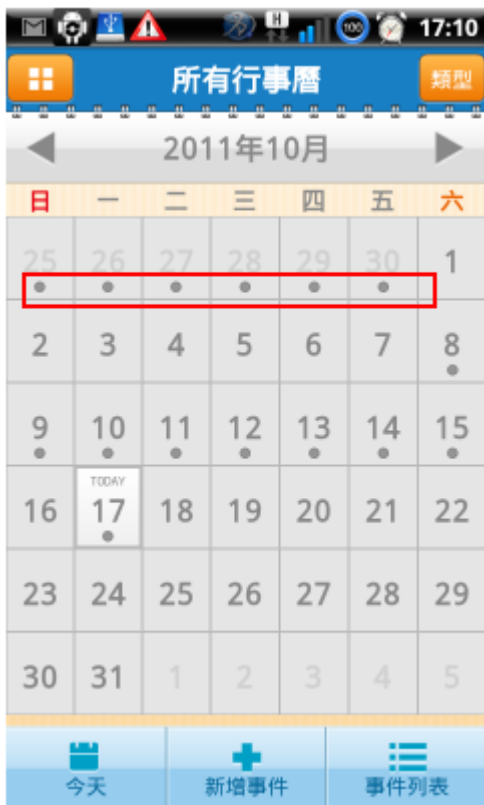 H
100
17:10
所有行事曆
類型
2011年10月
日 一 二 三 四 五 六
25 26 27 28 29 30 1
2 3 4 5 6 7 8
9 10 11 12 13 14 15
TODAY
16 17 18 19 20 21 22
23 24 25 26 27 28 29
30 31 1 2 3 4 5
今天 新增事件 事件列表